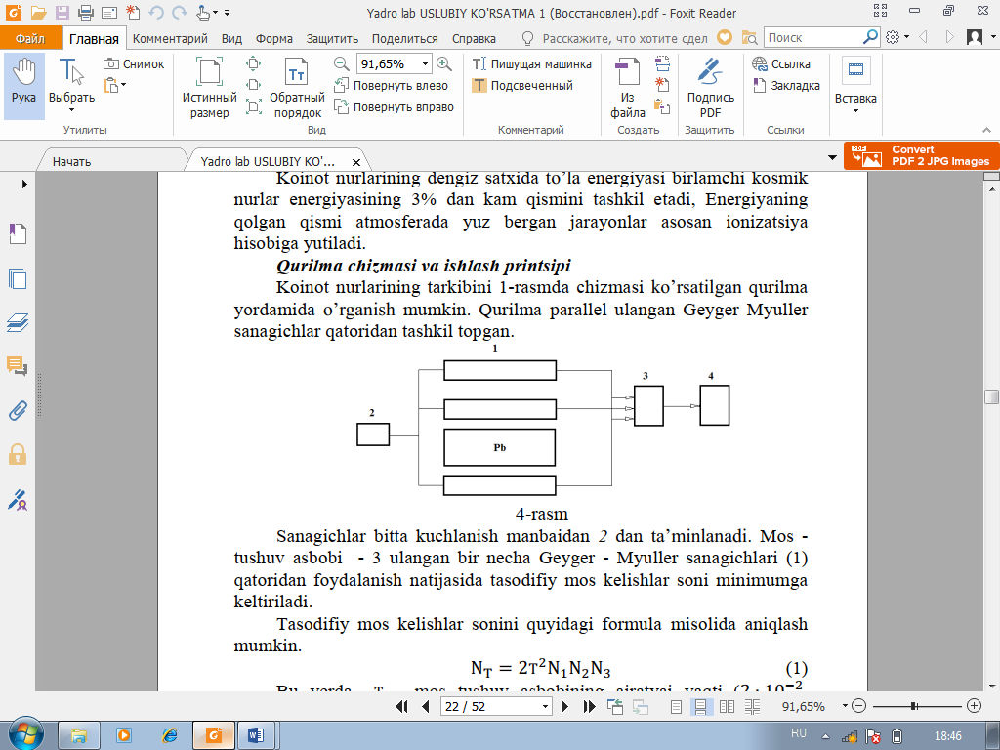 Yadro lab USLUBIY KO'RSATMA 1 (Восстановлен).pdf - Foxit Reader
Файл Главная Комментарий Вид Форма Защитить Поделиться Справка Расскажите, что хотите сдел Поиск
Рука
Выбрать
Снимок
Утилиты
Истинный размер
Обратный порядок
91,65%
Повернуть влево
Повернуть вправо
Вид
Пишущая машинка
Подсвеченный
Комментарий
Из файла
Создать
Подпись PDF
Защитить
Ссылка
Закладка
Ссылки
Вставка
Начать
Yadro lab USLUBIY KO'...
PDF
Convert
PDF 2 JPG Images
Koinot nurlarining dengiz satxida to’la energiyasi birlamchi kosmik
nurlar energiyasining 3% dan kam qismini tashkil etadi, Energiyaning
qolgan qismi atmosferada yuz bergan jarayonlar asosan ionizatsiya
hisobiga yutiladi.
Qurilma chizmasi va ishlash printsipi
Koinot nurlarining tarkibini 1-rasmda chizmasi ko’rsatilgan qurilma
yordamida o’rganish mumkin. Qurilma parallel ulangan Geyger Myuller
sanagichlar qatoridan tashkil topgan.
1
3
4
2
Pb
4-rasm
Sanagichlar bitta kuchlanish manbaidan 2 dan ta’minlanadi. Mos -
tushuv asbobi - 3 ulangan bir necha Geyger - Myuller sanagichlari (1)
qatoridan foydalanish natijasida tasodifiy mos kelishlar soni minimumga
keltiriladi.
Tasodifiy mos kelishlar sonini quyidagi formula misolida aniqlash
mumkin.
N_T = 2T²N₁N₂N₃ (1)
Bu yerda T mos tushuv asbobining ajratyai vaqti (2 · 10⁻²
22 / 52
91,65%
RU
18:46